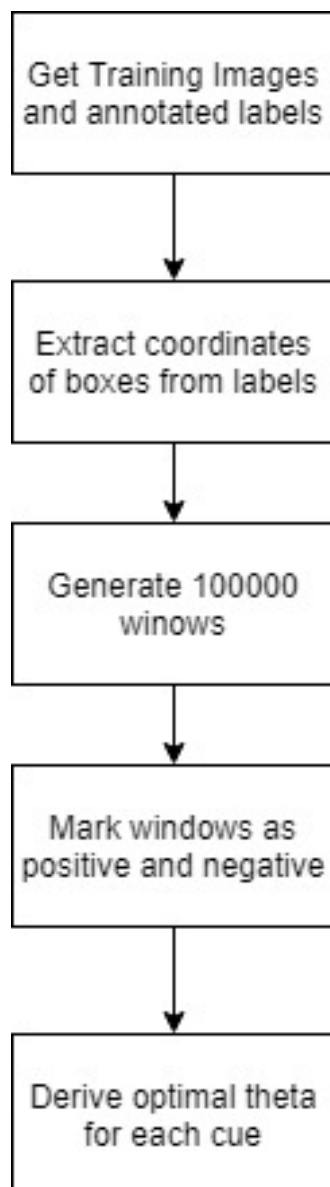 Get Training Images
and annotated labels
Extract coordinates
of boxes from labels
Generate 100000
winows
Mark windows as
positive and negative
Derive optimal theta
for each cue